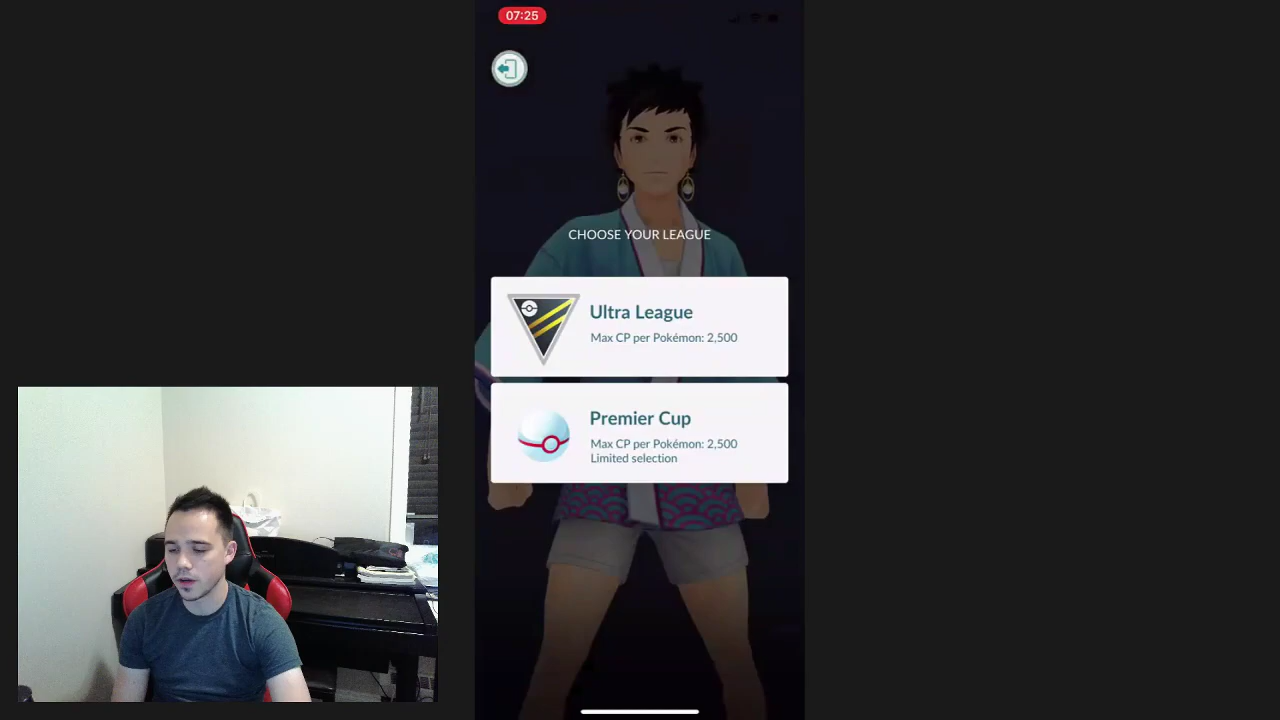 07:25
CHOOSE YOUR LEAGUE
Ultra League
Max CP per Pokémon: 2,500
Premier Cup
Max CP per Pokémon: 2,500
Limited selection